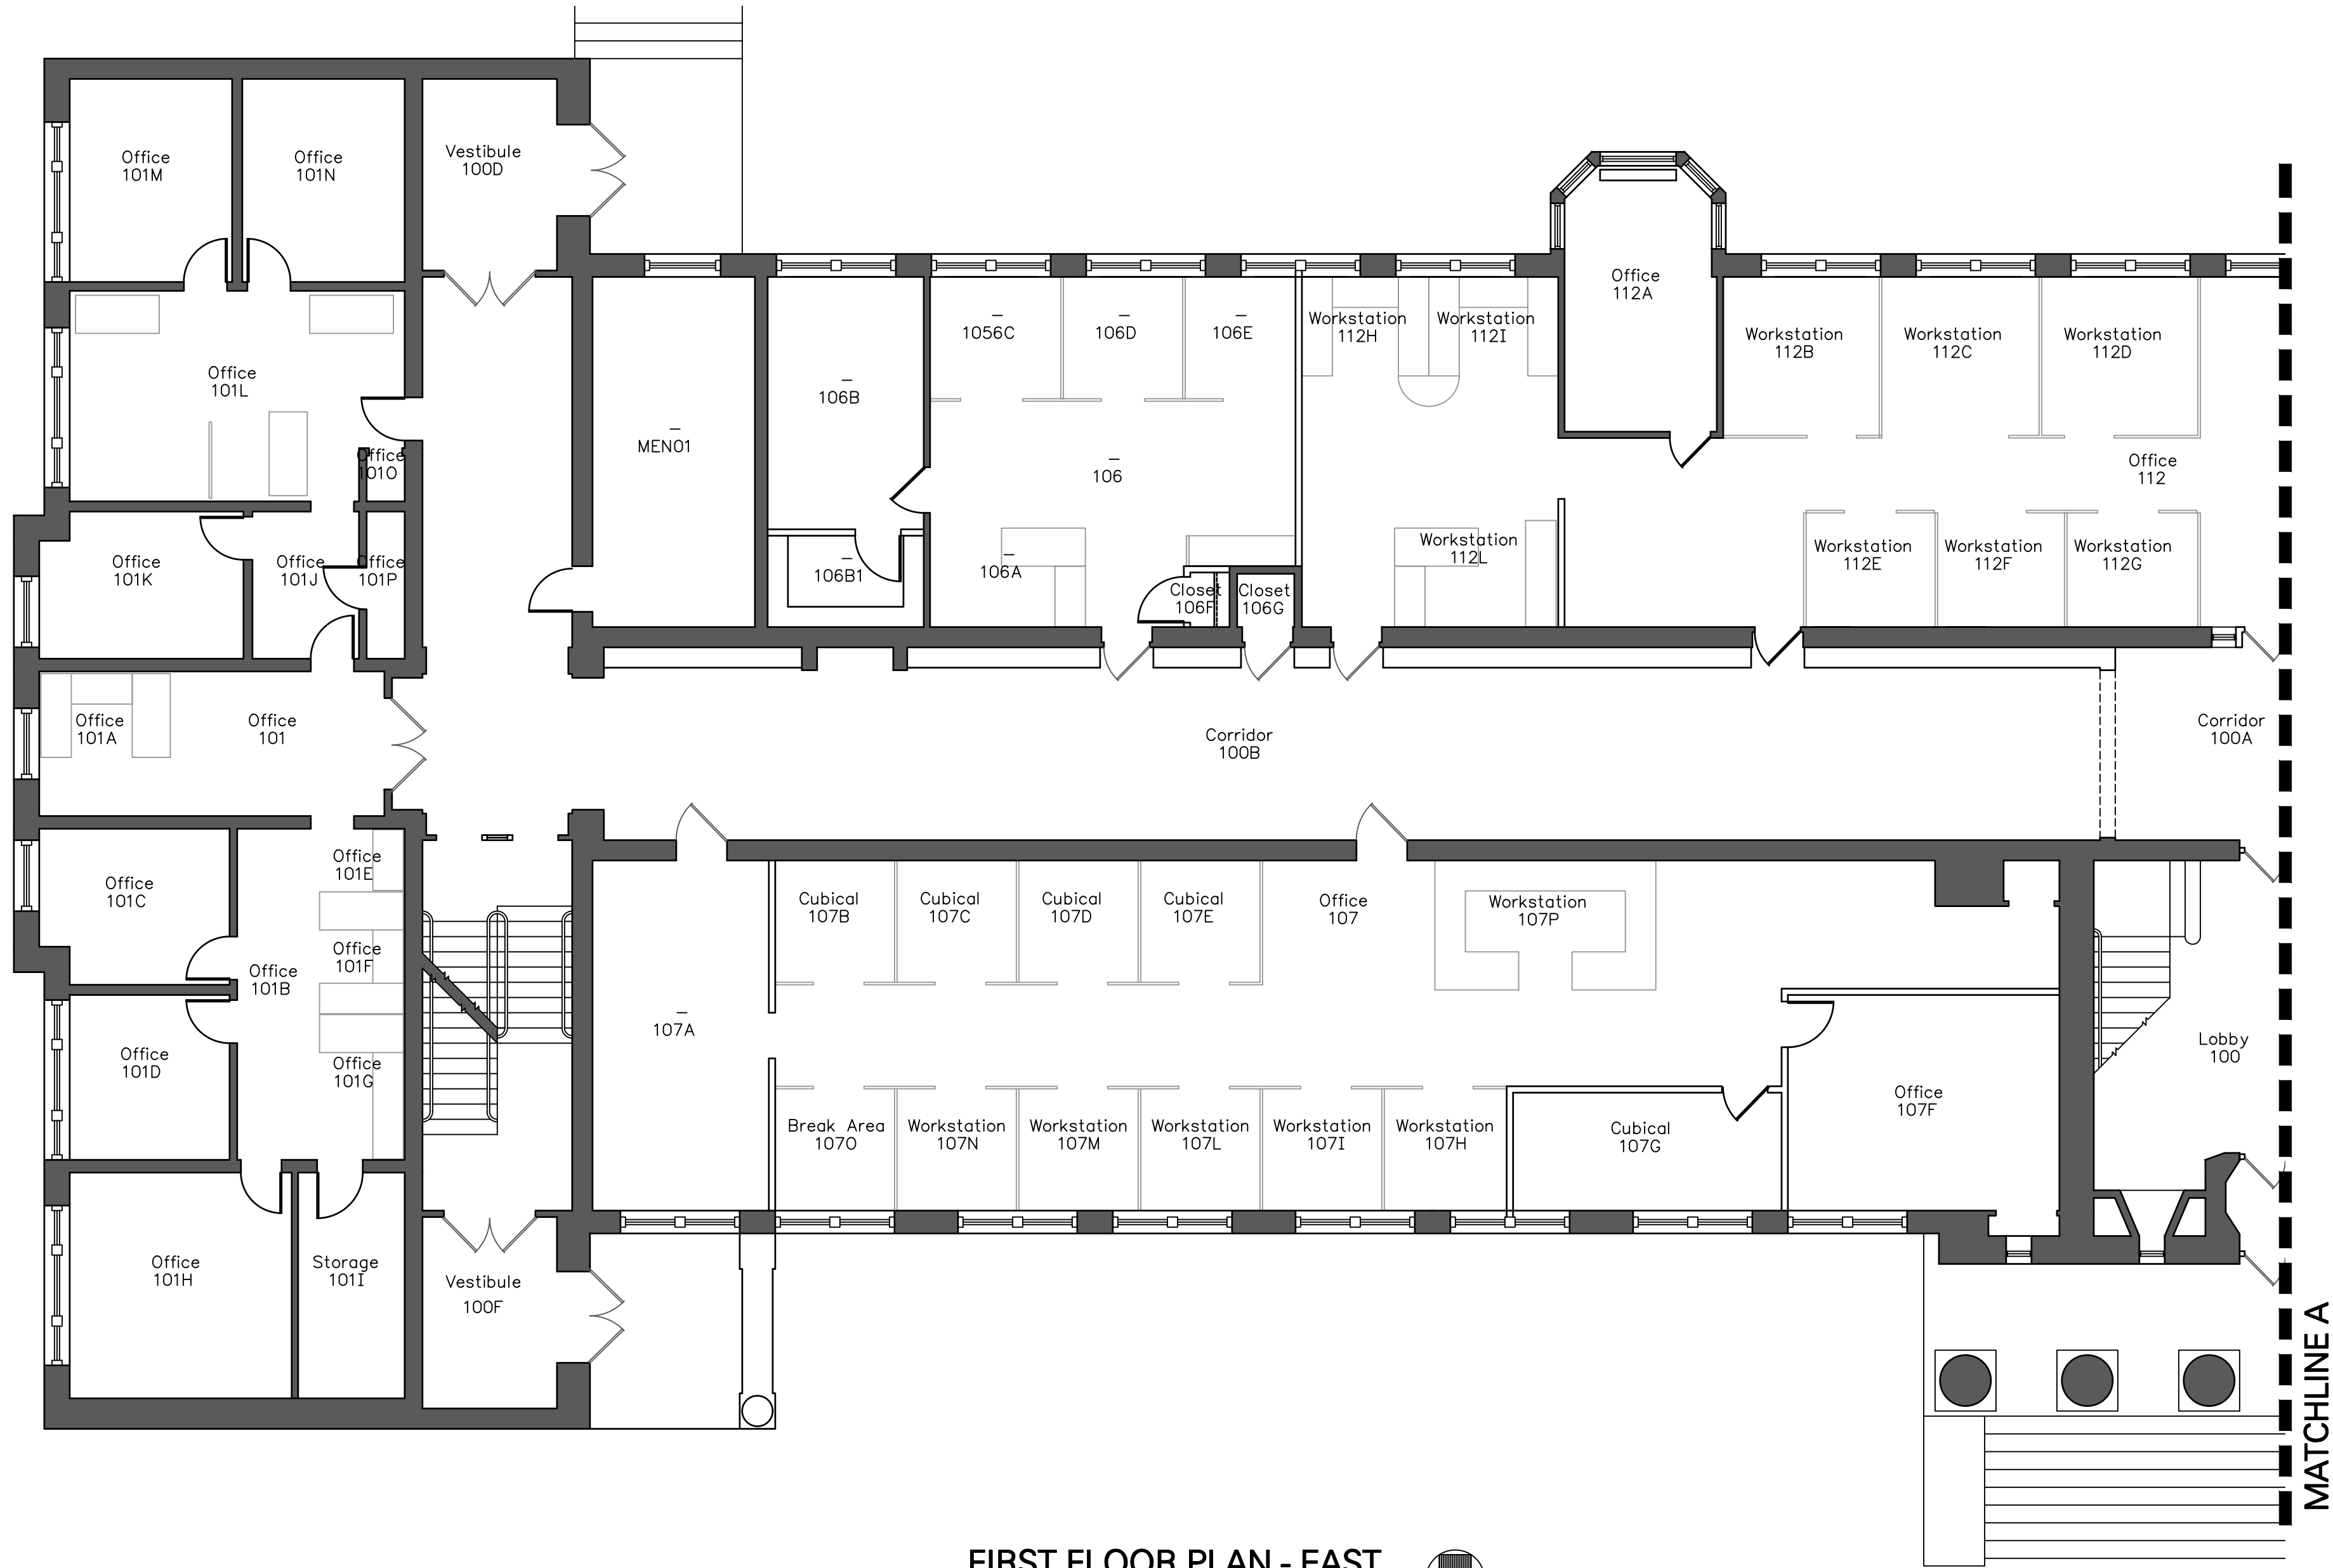 Office
101M
Office
101N
Vestibule
100D
Office
112A
–
1056C
–
106D
–
106E
Workstation
112H
Workstation
112I
Workstation
112B
Workstation
112C
Workstation
112D
Office
101L
–
106B
–
MEN01
–
106
Office
101O
Office
112
Office
101K
Office
101J
Office
101P
–
106B1
–
106A
Closet
106F
Closet
106G
Workstation
112L
Workstation
112E
Workstation
112F
Workstation
112G
Office
101A
Office
101
Corridor
100B
Corridor
100A
Office
101C
Office
101E
Cubical
107B
Cubical
107C
Cubical
107D
Cubical
107E
Office
107
Workstation
107P
Office
101F
Office
101B
–
107A
Office
101D
Office
101G
Lobby
100
Office
107F
Break Area
107O
Workstation
107N
Workstation
107M
Workstation
107L
Workstation
107I
Workstation
107H
Cubical
107G
Office
101H
Storage
101I
Vestibule
100F
MATCHLINE A
FIRST FLOOR PLAN - EAST